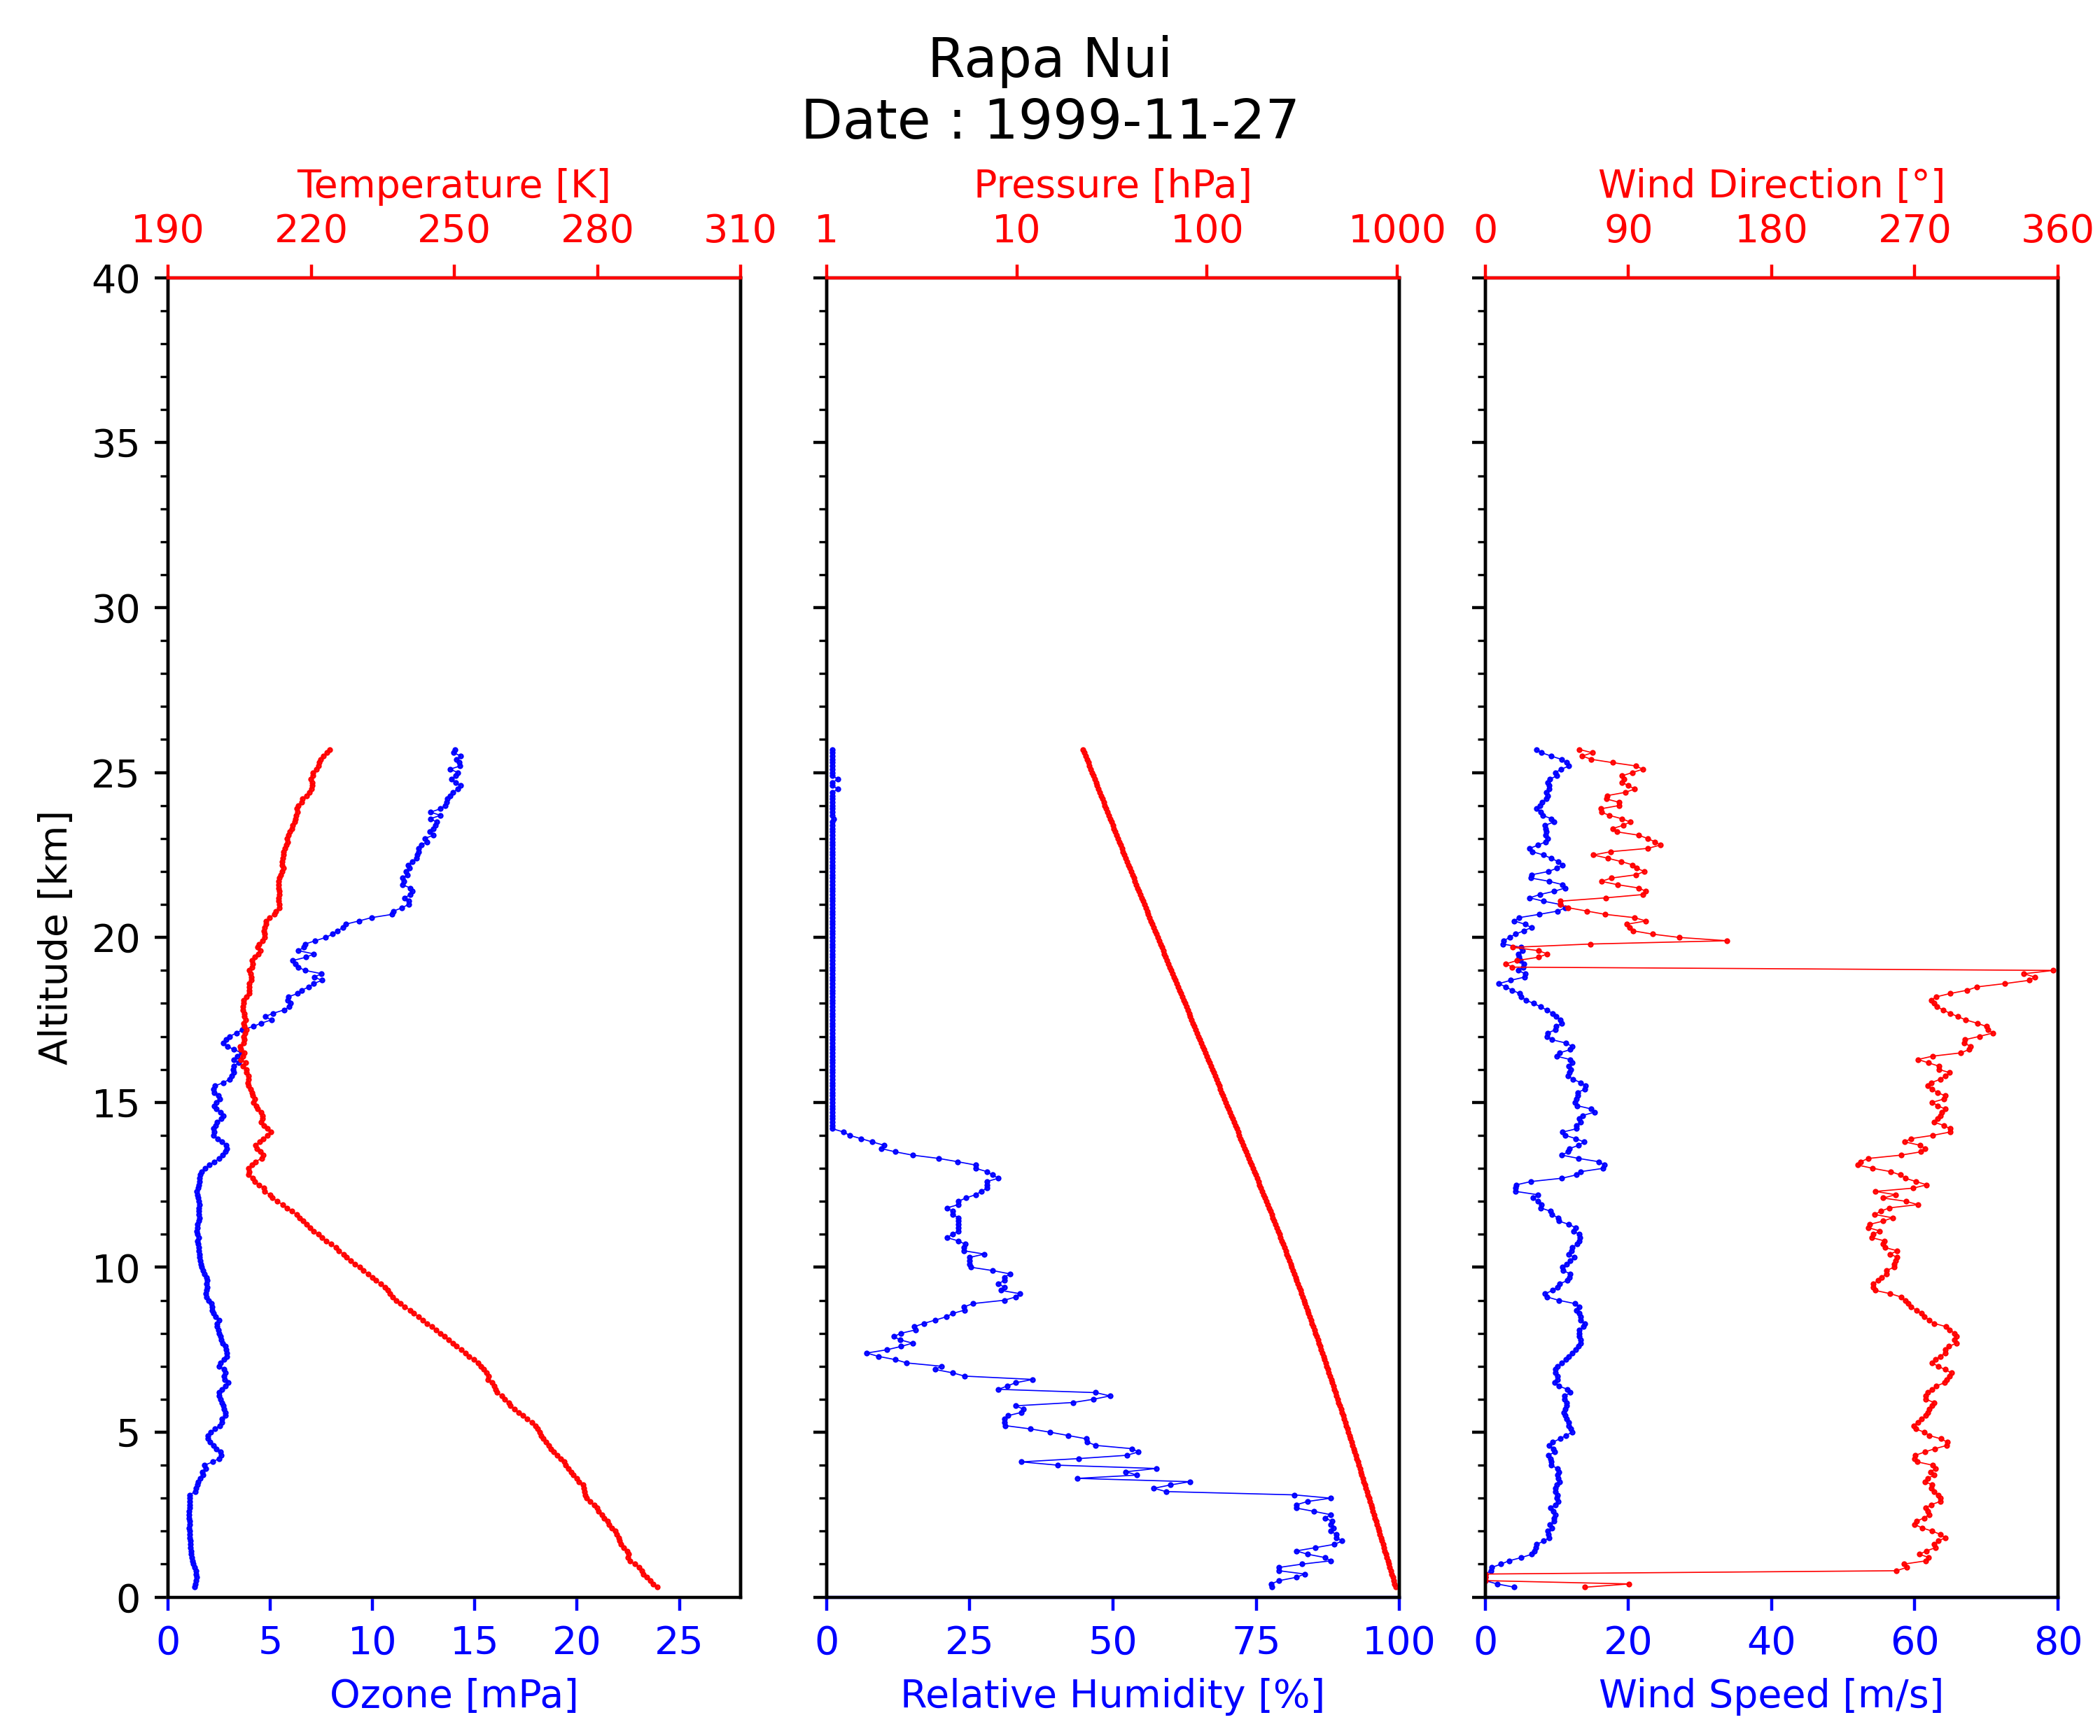 Rapa Nui
Date : 1999-11-27
Temperature [K]
190 220 250 280 310
Pressure [hPa]
1 10 100 1000
Wind Direction [°]
0 90 180 270 360
Altitude [km]
40
35
30
25
20
15
10
5
0
0 5 10 15 20 25
Ozone [mPa]
0 25 50 75 100
Relative Humidity [%]
0 20 40 60 80
Wind Speed [m/s]